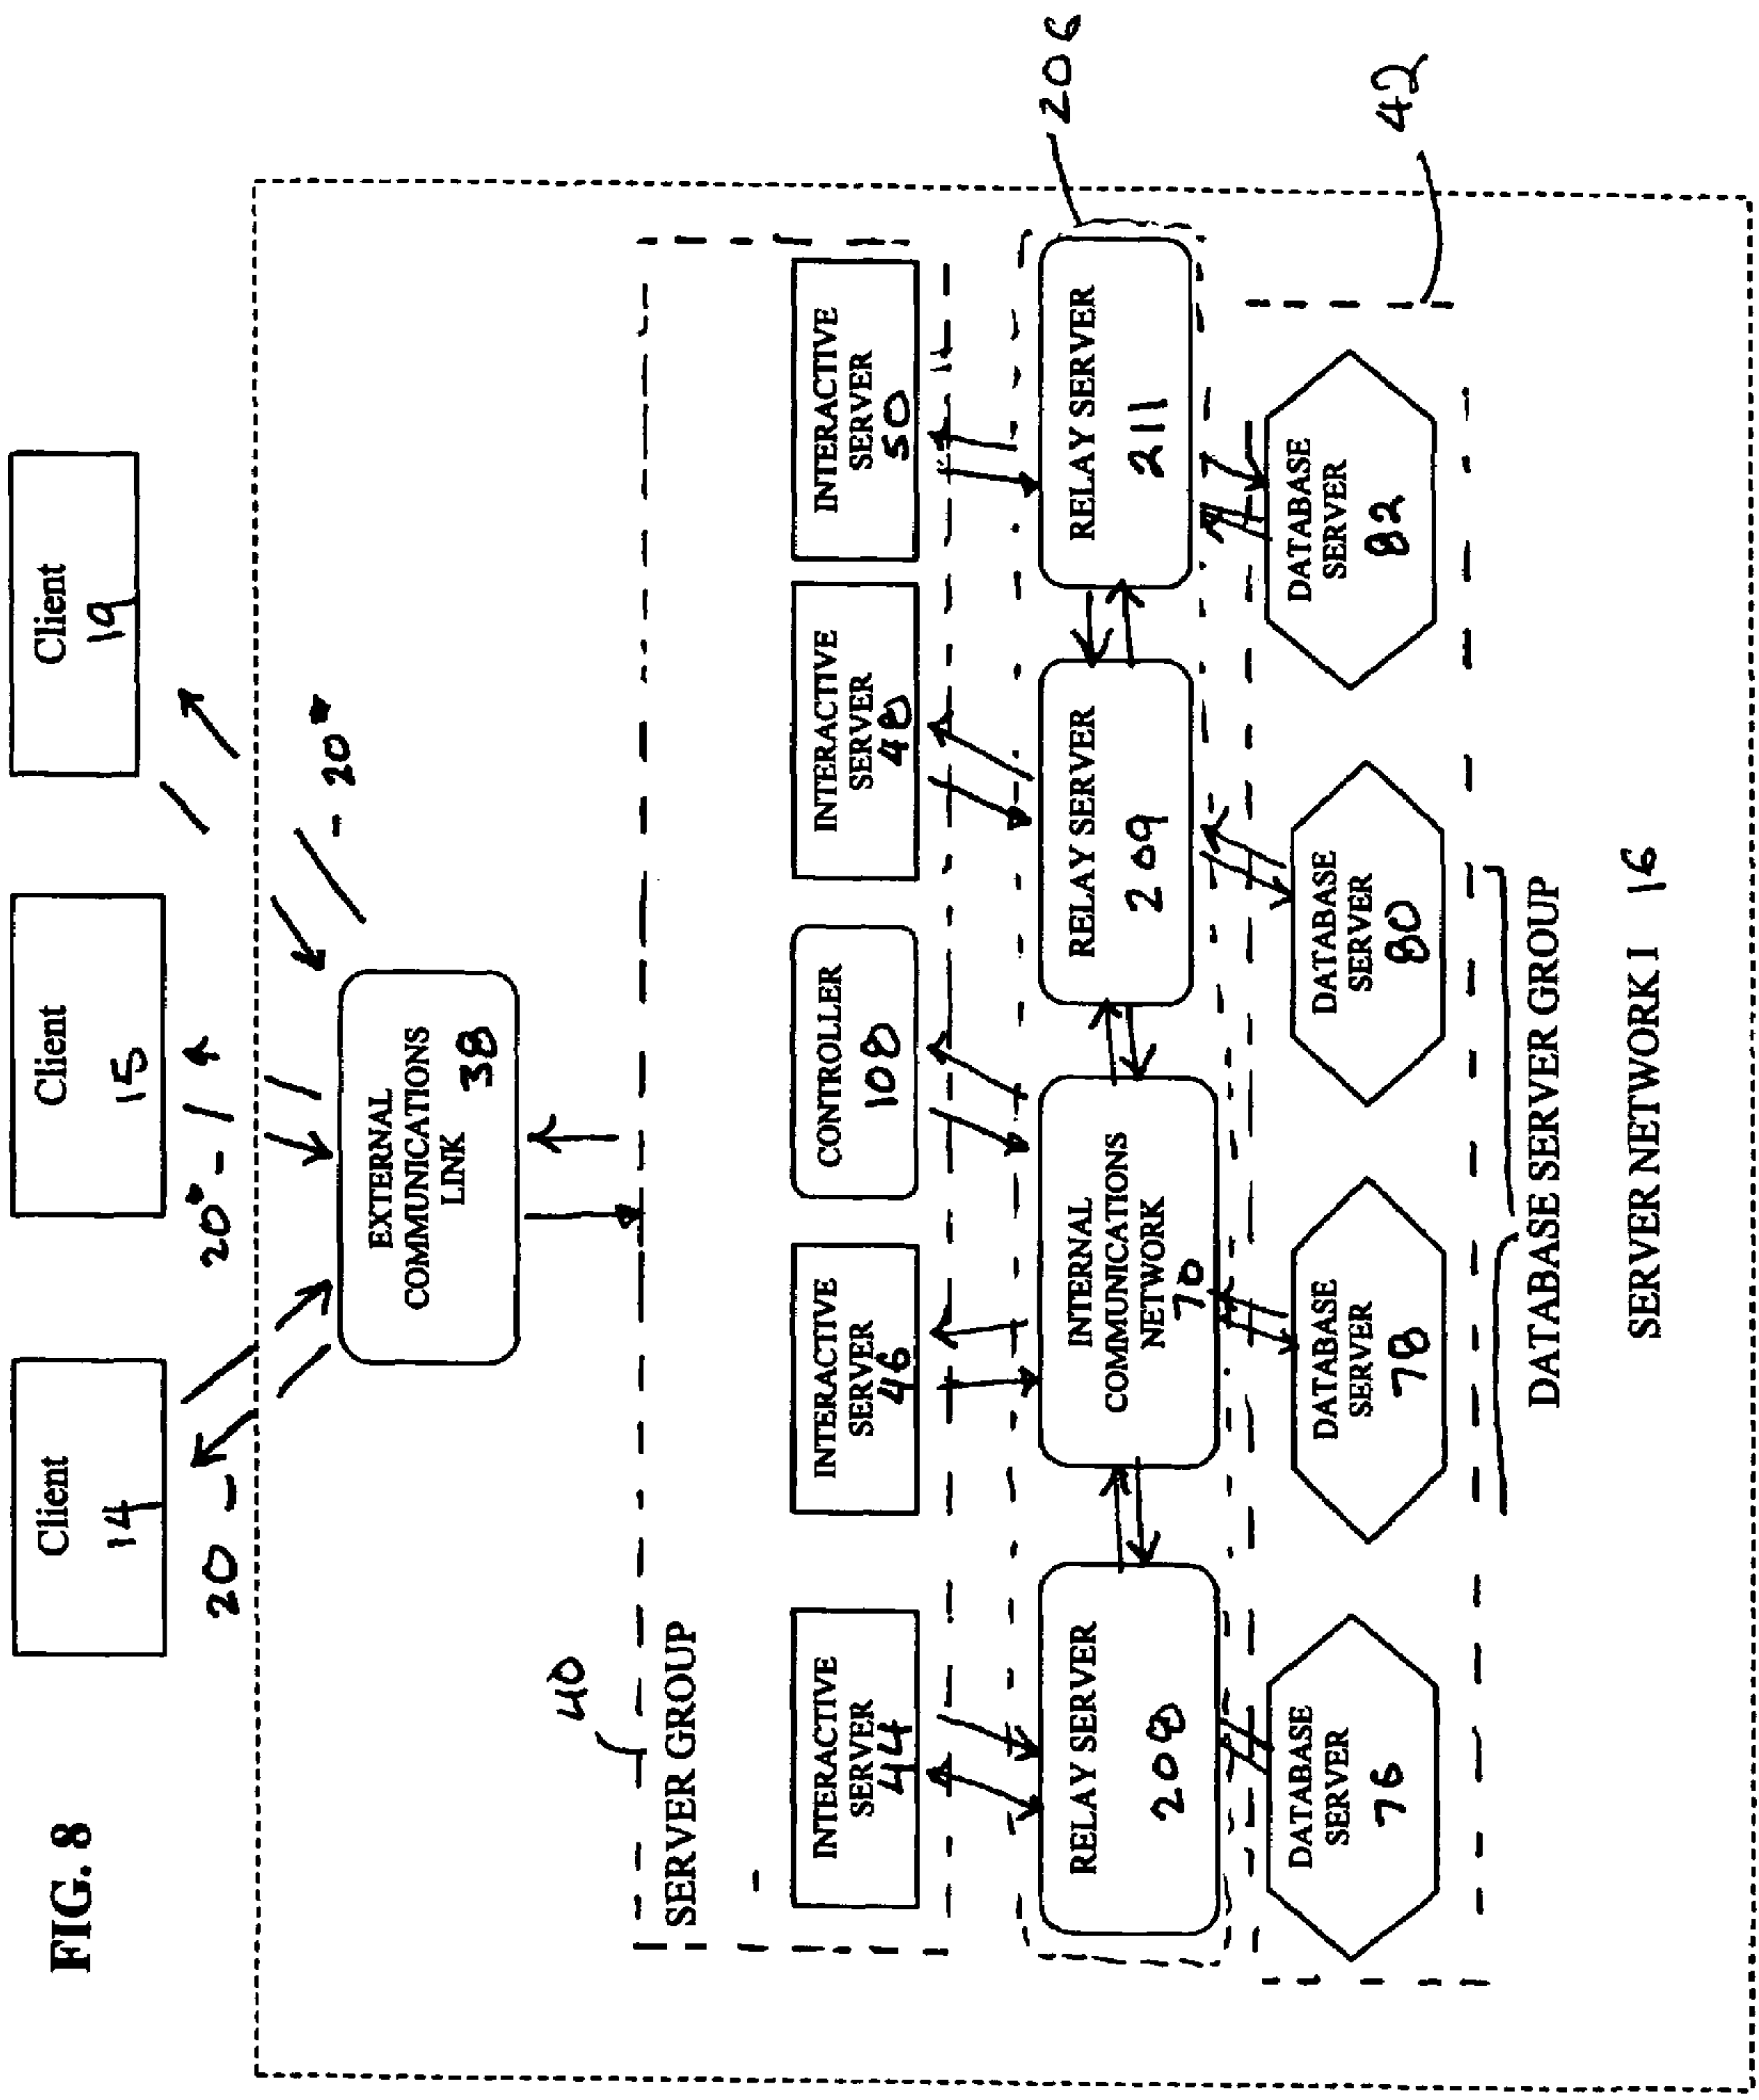 FIG. 8
Client
14
Client
15
Client
19
20
20
20
EXTERNAL
COMMUNICATIONS
LINK 38
40
SERVER GROUP
INTERACTIVE
SERVER
44
INTERACTIVE
SERVER
46
CONTROLLER
108
INTERACTIVE
SERVER
48
INTERACTIVE
SERVER
50
RELAY SERVER
208
INTERNAL
COMMUNICATIONS
NETWORK
70
RELAY SERVER
209
RELAY SERVER
211
206
DATABASE
SERVER
76
DATABASE
SERVER
78
DATABASE
SERVER
80
DATABASE
SERVER
82
42
DATABASE SERVER GROUP
SERVER NETWORK I 16